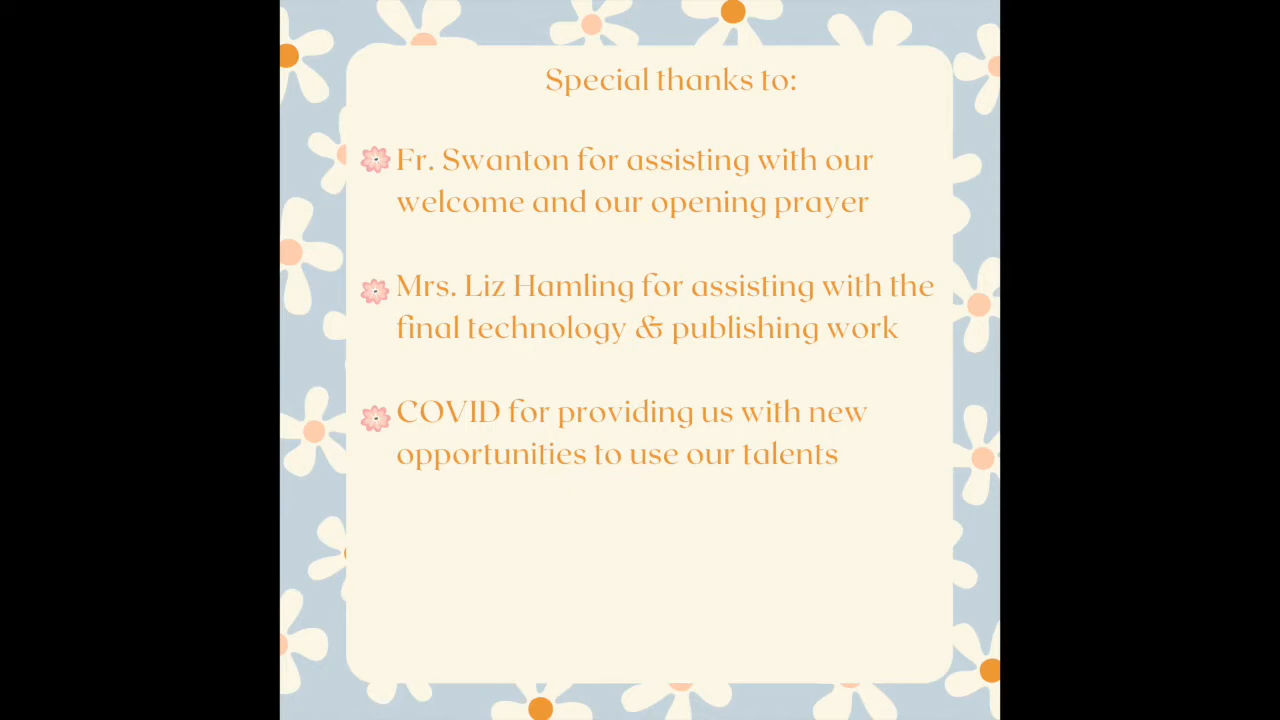 Special thanks to:
Fr. Swanton for assisting with our
welcome and our opening prayer
Mrs. Liz Hamling for assisting with the
final technology & publishing work
COVID for providing us with new
opportunities to use our talents